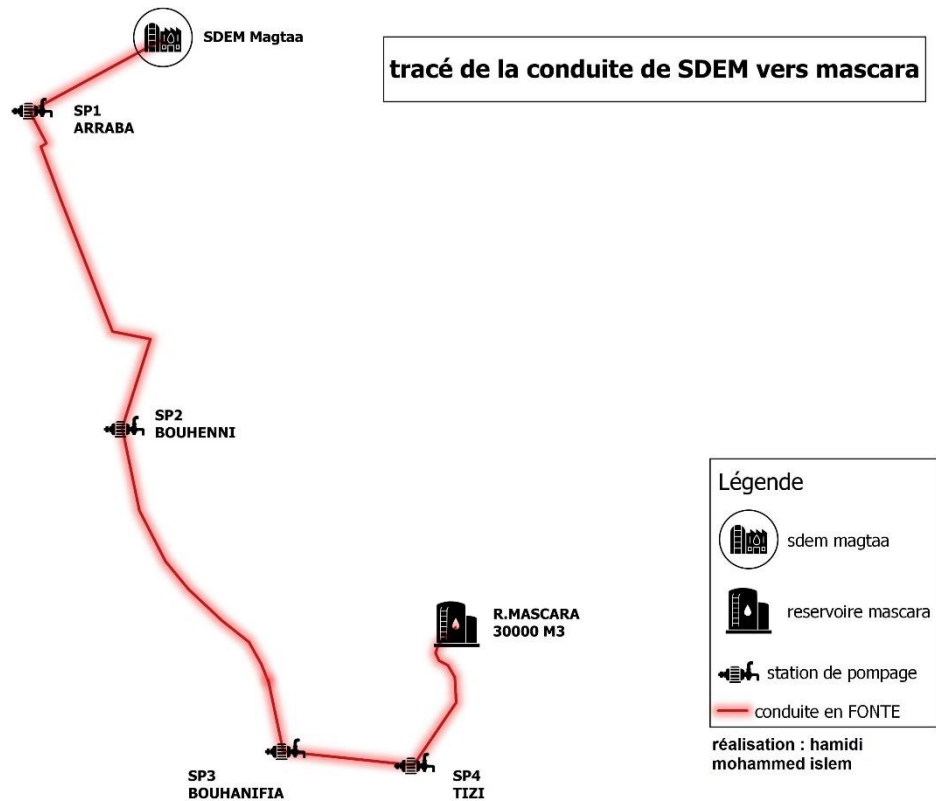 SDEM Magtaa
tracé de la conduite de SDEM vers mascara
SP1
ARRABA
SP2
BOUHENNI
R.MASCARA
30000 M3
SP3
BOUHANIFIA
SP4
TIZI
Légende
sdem magtaa
reservoire mascara
station de pompage
conduite en FONTE
réalisation : hamidi
mohammed islem